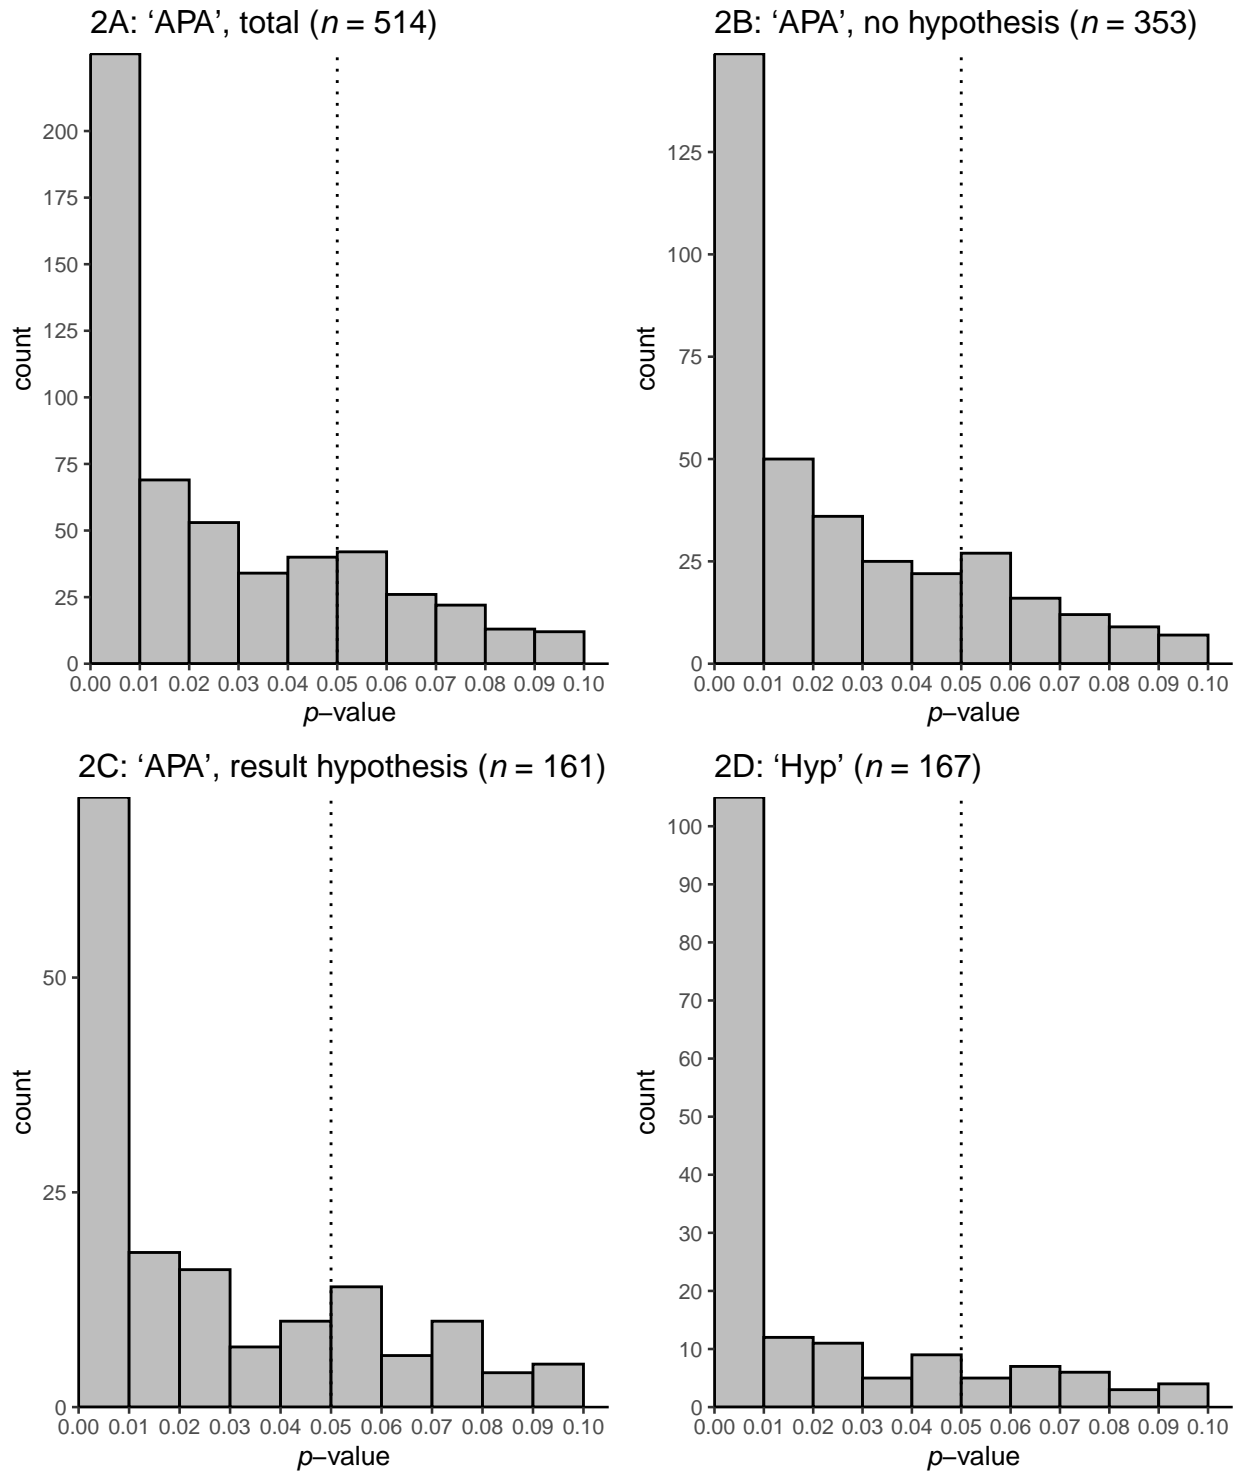 2A: ‘APA’, total (n = 514)
200
175
150
125
100
75
50
25
0
count
0.00 0.01 0.02 0.03 0.04 0.05 0.06 0.07 0.08 0.09 0.10
p−value
2B: ‘APA’, no hypothesis (n = 353)
125
100
75
50
25
0
count
0.00 0.01 0.02 0.03 0.04 0.05 0.06 0.07 0.08 0.09 0.10
p−value
2C: ‘APA’, result hypothesis (n = 161)
50
25
0
count
0.00 0.01 0.02 0.03 0.04 0.05 0.06 0.07 0.08 0.09 0.10
p−value
2D: ‘Hyp’ (n = 167)
100
90
80
70
60
50
40
30
20
10
0
count
0.00 0.01 0.02 0.03 0.04 0.05 0.06 0.07 0.08 0.09 0.10
p−value